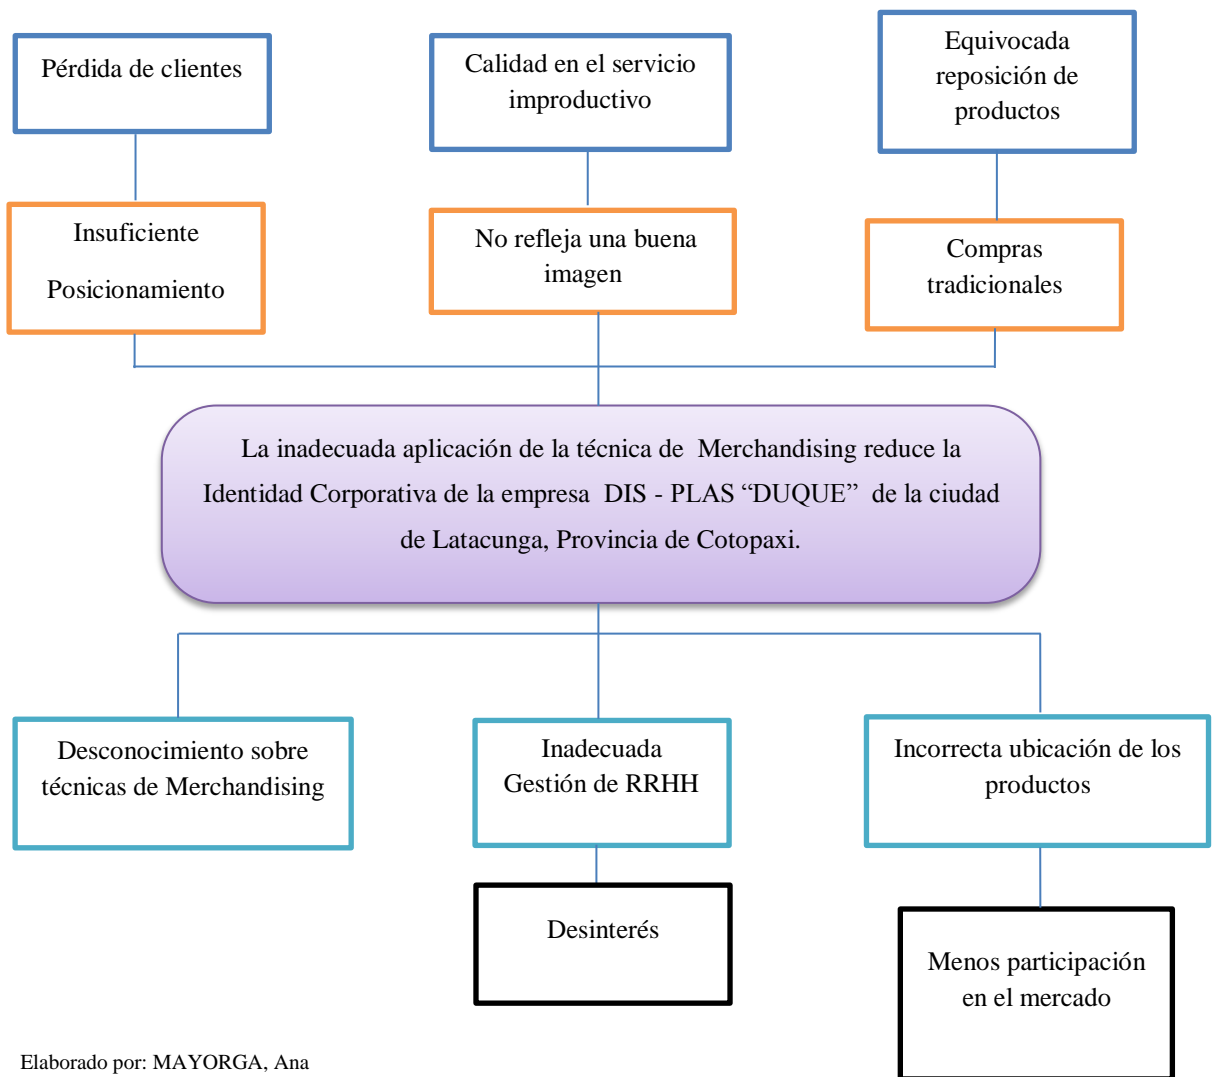 Pérdida de clientes
Calidad en el servicio
improductivo
Equivocada
reposición de
productos
Insuficiente
Posicionamiento
No refleja una buena
imagen
Compras
tradicionales
La inadecuada aplicación de la técnica de Merchandising reduce la
Identidad Corporativa de la empresa DIS - PLAS “DUQUE” de la ciudad
de Latacunga, Provincia de Cotopaxi.
Desconocimiento sobre
técnicas de Merchandising
Inadecuada
Gestión de RRHH
Incorrecta ubicación de los
productos
Desinterés
Menos participación
en el mercado
Elaborado por: MAYORGA, Ana